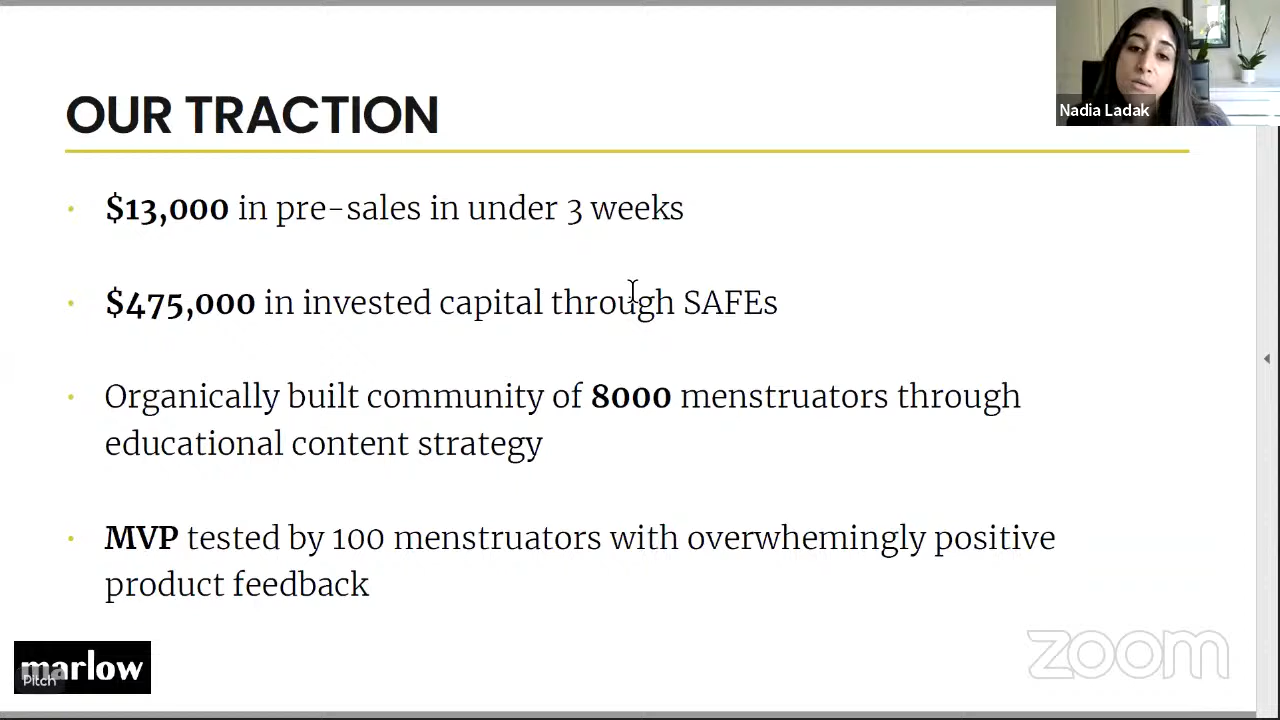 Nadia Ladak
OUR TRACTION
• $13,000 in pre-sales in under 3 weeks
• $475,000 in invested capital through SAFEs
• Organically built community of 8000 menstruators through
educational content strategy
• MVP tested by 100 menstruators with overwhemingly positive
product feedback
marlow
Pitch
zoom